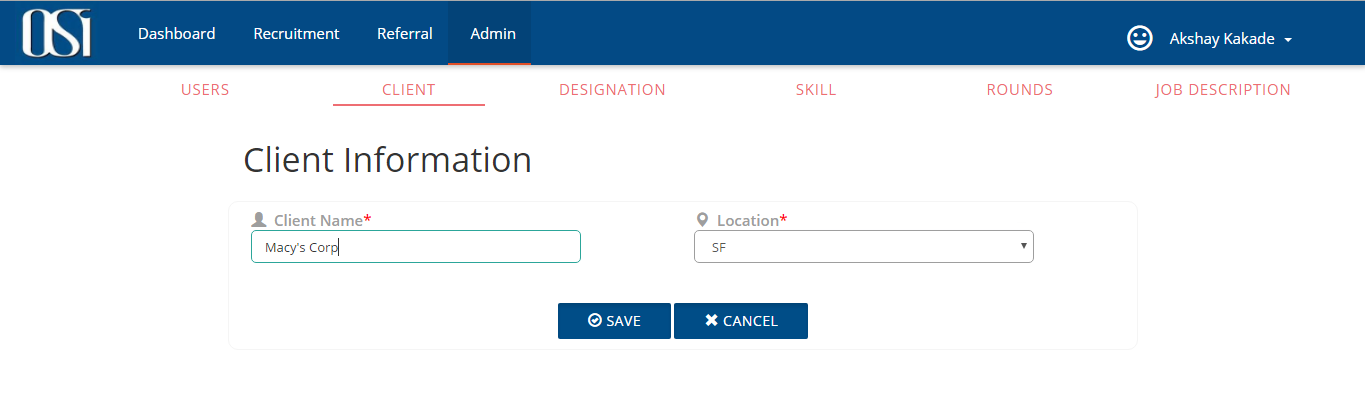 OSi Dashboard Recruitment Referral Admin Akshay Kakade
USERS CLIENT DESIGNATION SKILL ROUNDS JOB DESCRIPTION
Client Information
Client Name* Location*
Macy's Corp SF
SAVE CANCEL